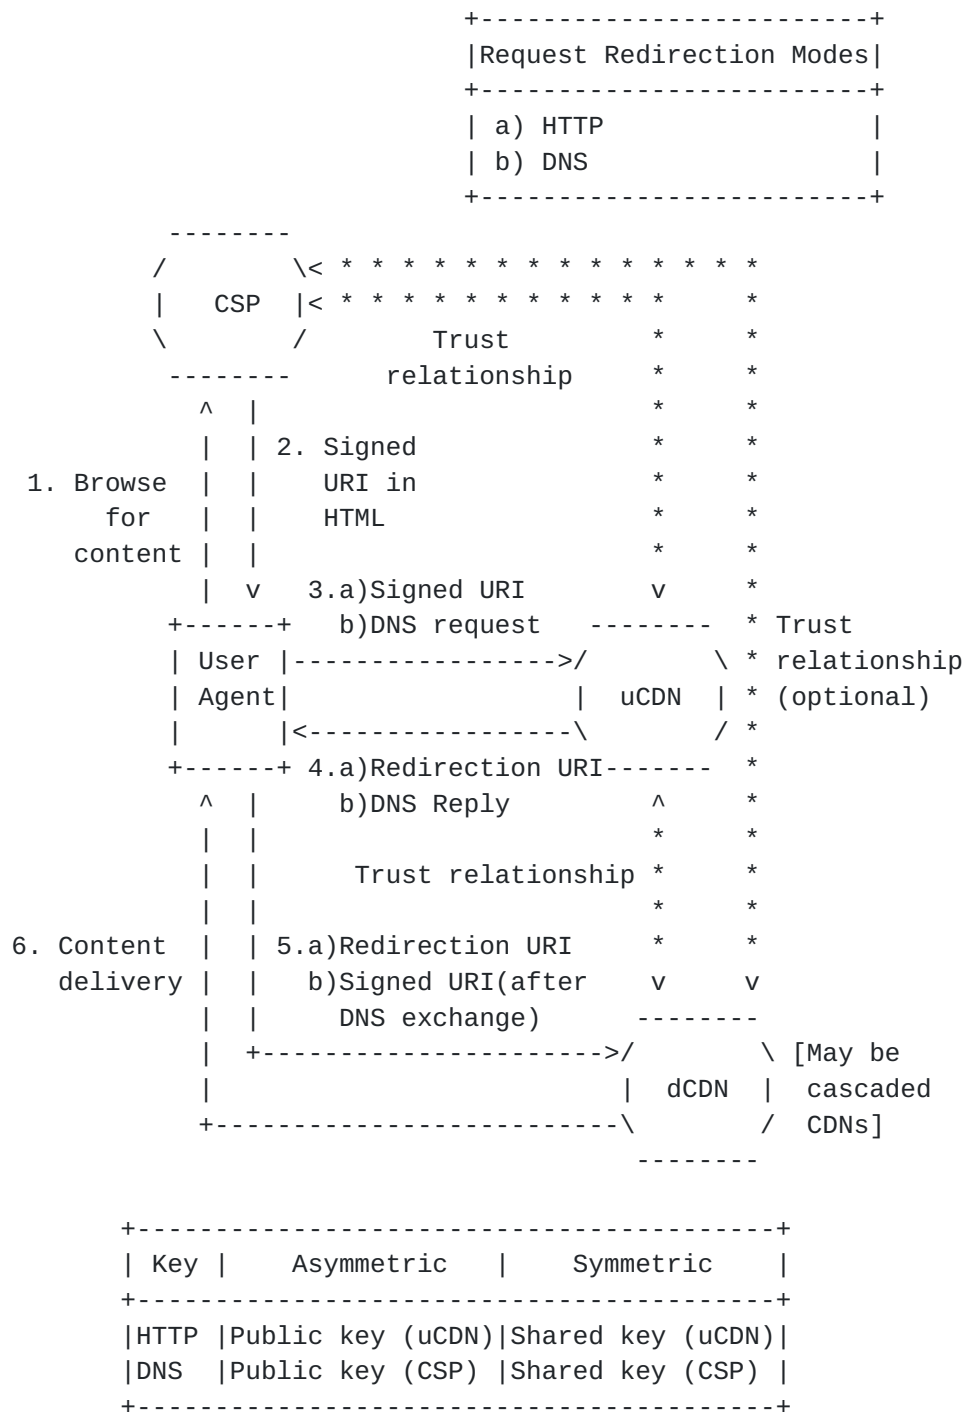 Request Redirection Modes
a) HTTP
b) DNS
CSP
Trust
relationship
2. Signed
1. Browse URI in
for HTML
content
3.a)Signed URI
b)DNS request Trust
User relationship
Agent uCDN (optional)
4.a)Redirection URI
b)DNS Reply
Trust relationship
6. Content 5.a)Redirection URI
delivery b)Signed URI(after
DNS exchange)
[May be
dCDN cascaded
CDNs]
Key Asymmetric Symmetric
HTTP Public key (uCDN) Shared key (uCDN)
DNS Public key (CSP) Shared key (CSP)